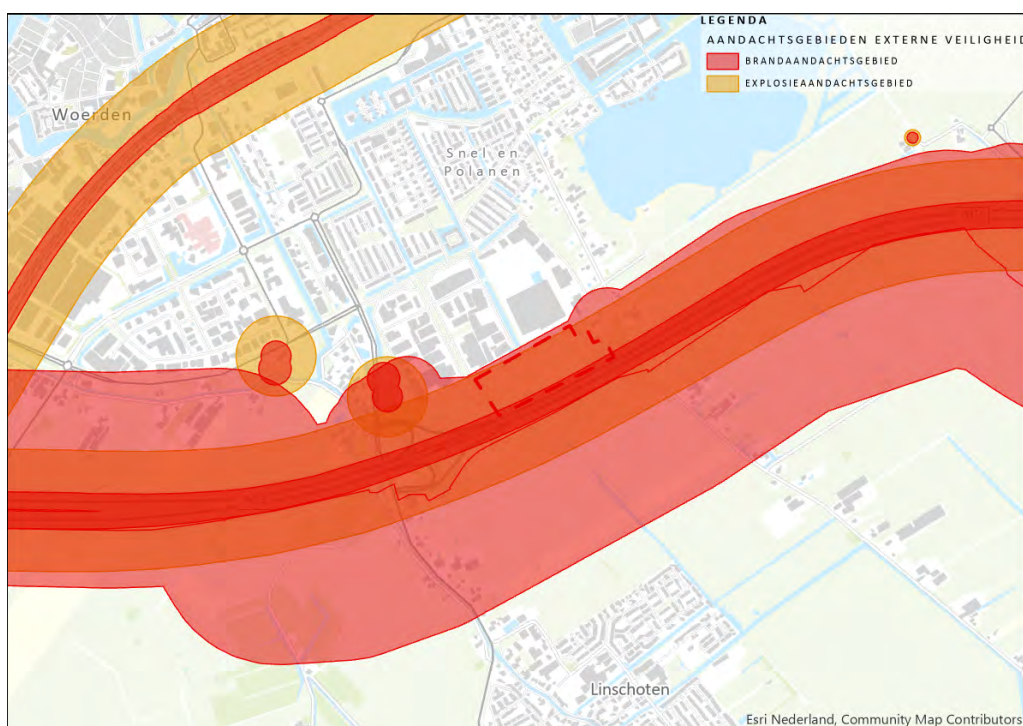 LEGENDA
AANDACHTSGEBIEDEN EXTERNE VEILIGHEID
BRANDAANDACHTSGEBIED
EXPLOSIEAANDACHTSGEBIED
Woerden
Snel en
Polanen
Linschoten
Esri Nederland, Community Map Contributors